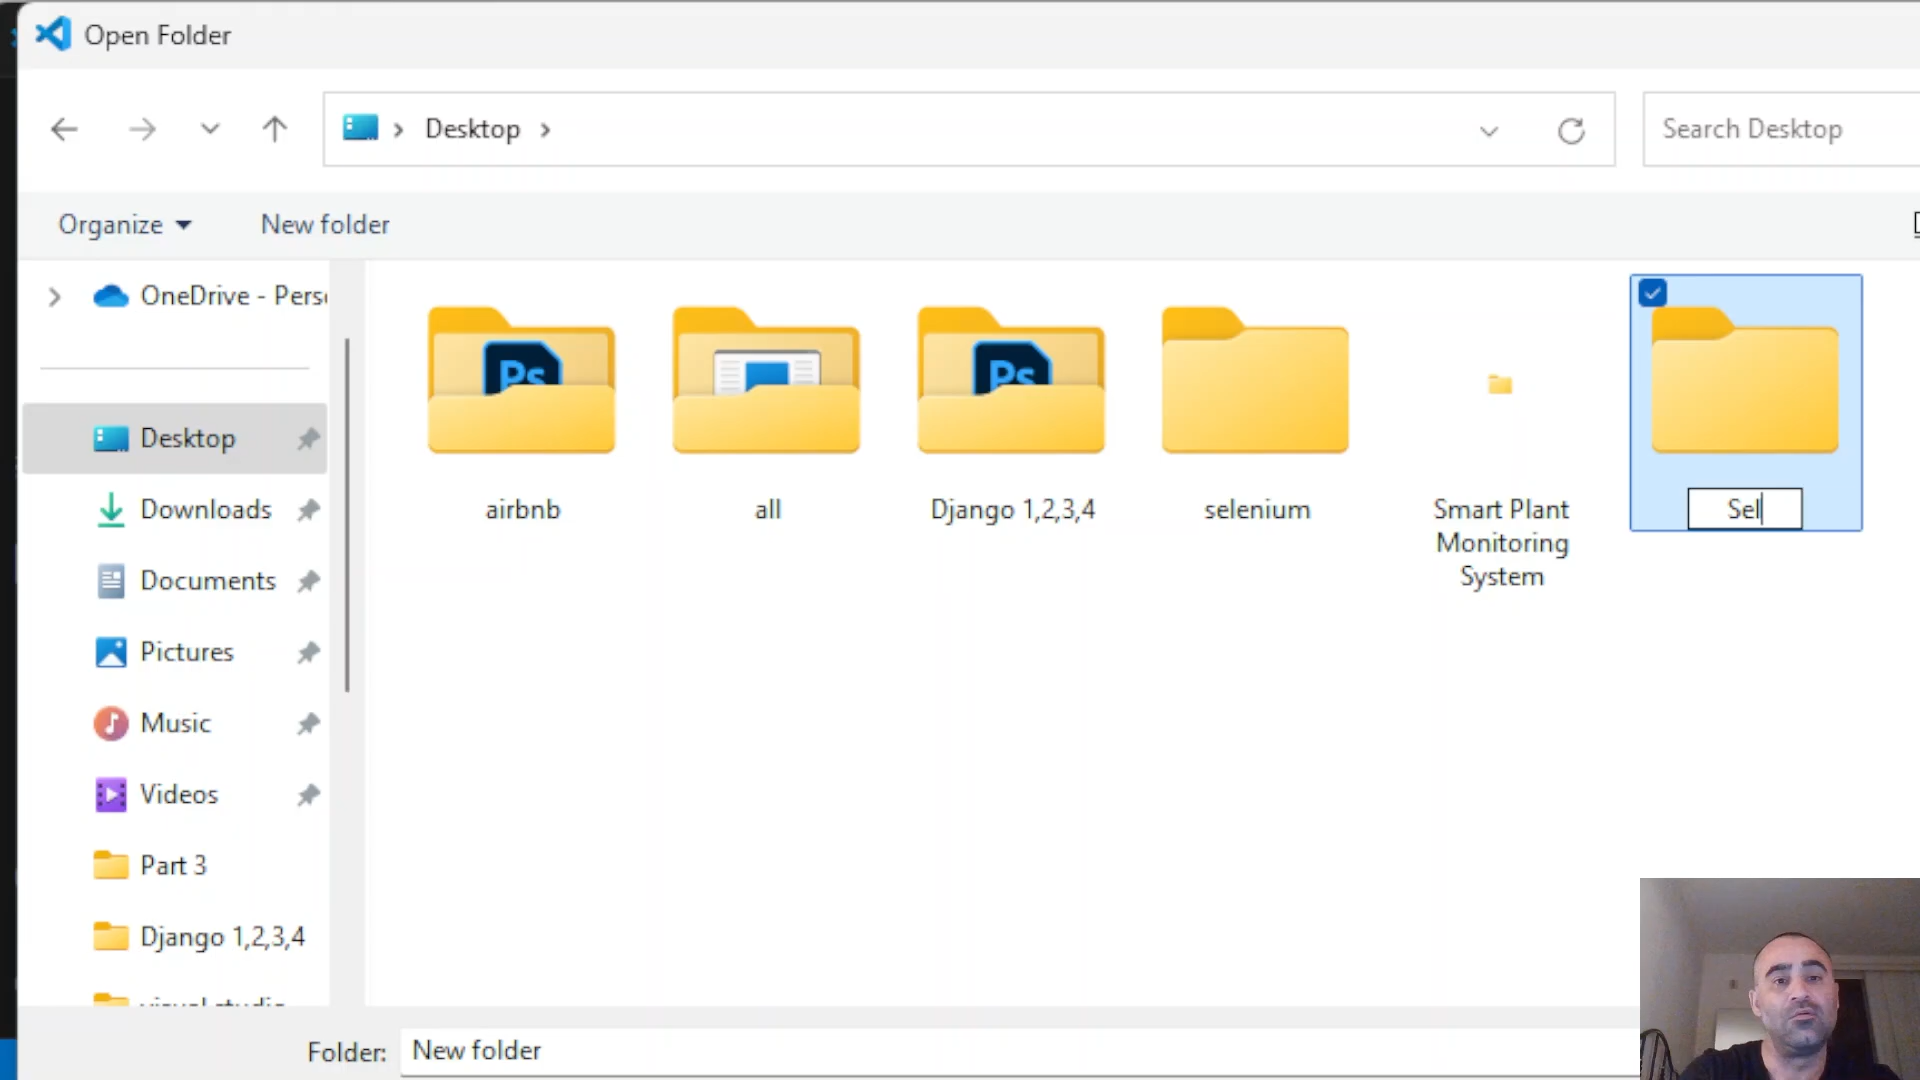 Open Folder
Desktop
Search Desktop
Organize
New folder
OneDrive - Pers
Desktop
Downloads
Documents
Pictures
Music
Videos
Part 3
Django 1,2,3,4
Ps
Ps
airbnb
all
Django 1,2,3,4
selenium
Smart Plant
Monitoring
System
Sel
Folder:
New folder